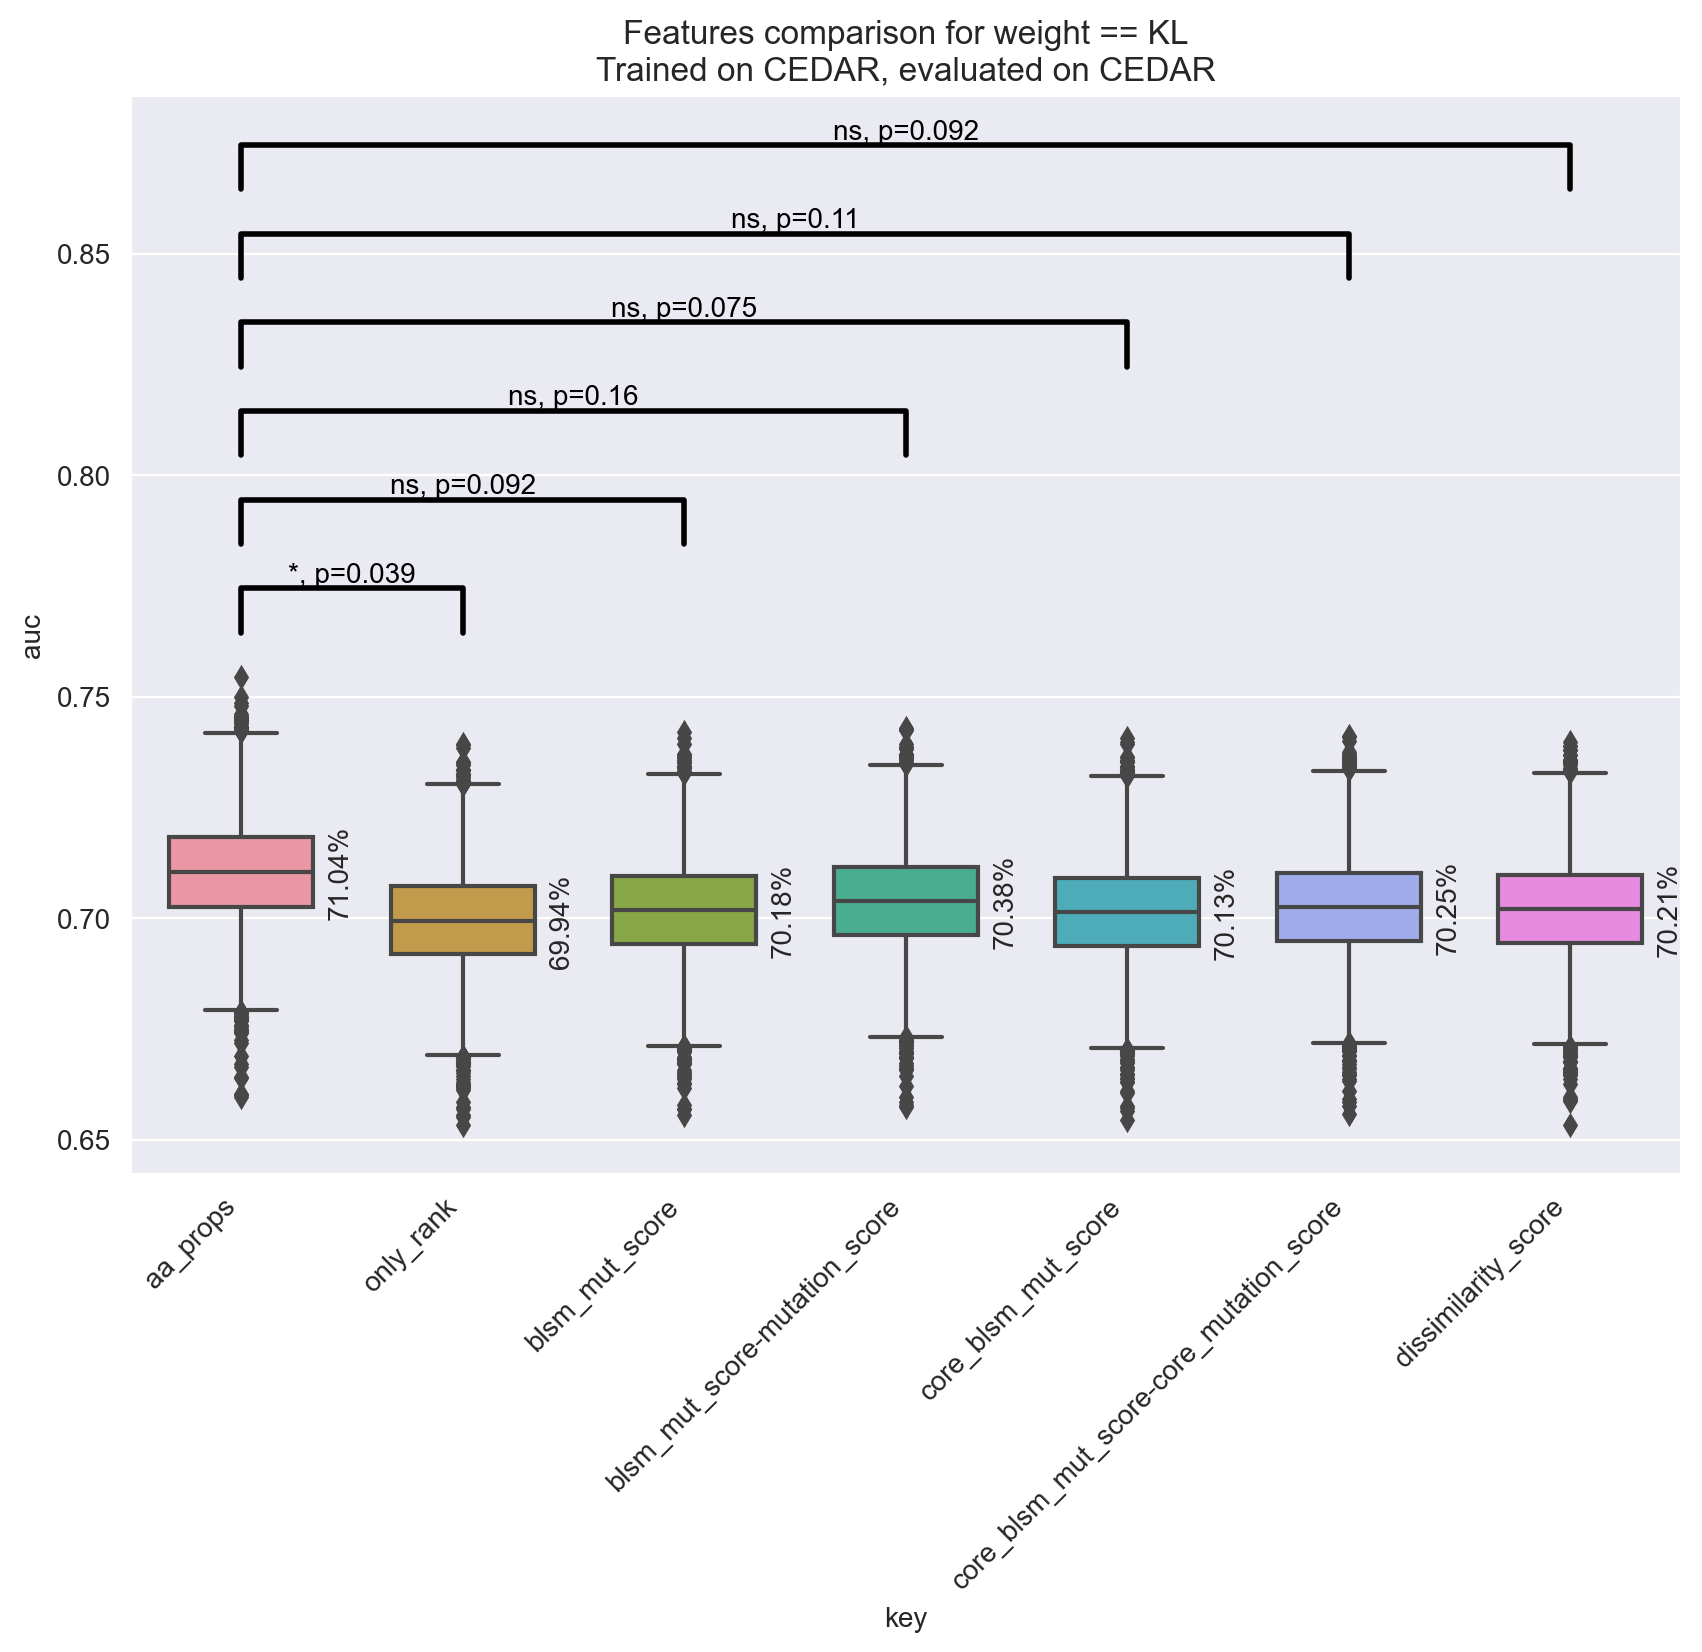 Features comparison for weight == KL
Trained on CEDAR, evaluated on CEDAR
ns, p=0.092
ns, p=0.11
ns, p=0.075
ns, p=0.16
ns, p=0.092
*, p=0.039
auc
0.85
0.80
0.75
0.70
0.65
71.04%
69.94%
70.18%
70.38%
70.13%
70.25%
70.21%
aa_props
only_rank
blsm_mut_score
blsm_mut_score-mutation_score
core_blsm_mut_score
core_blsm_mut_score-core_mutation_score
dissimilarity_score
key